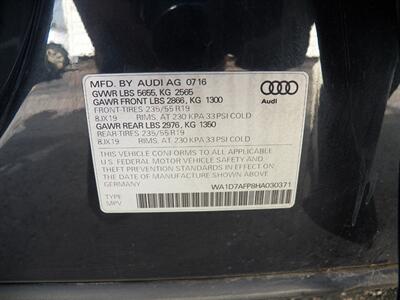 MFD. BY AUDI AG 07/16
GVWR LBS 5655, KG 2565
GAWR FRONT LBS 2866, KG 1300
FRONT-TIRES 235/55 R19
8JX19 RIMS, AT 230 KPA 33 PSI COLD
GAWR REAR LBS 2976, KG 1350
REAR-TIRES 235/55 R19
8JX19 RIMS, AT 230 KPA 33 PSI COLD
Audi
THIS VEHICLE CONFORMS TO ALL APPLICABLE
U.S. FEDERAL MOTOR VEHICLE SAFETY AND
THEFT PREVENTION STANDARDS IN EFFECT ON
THE DATE OF MANUFACTURE SHOWN ABOVE
GERMANY WA1D7AFP8HA030371
TYPE:
MPV